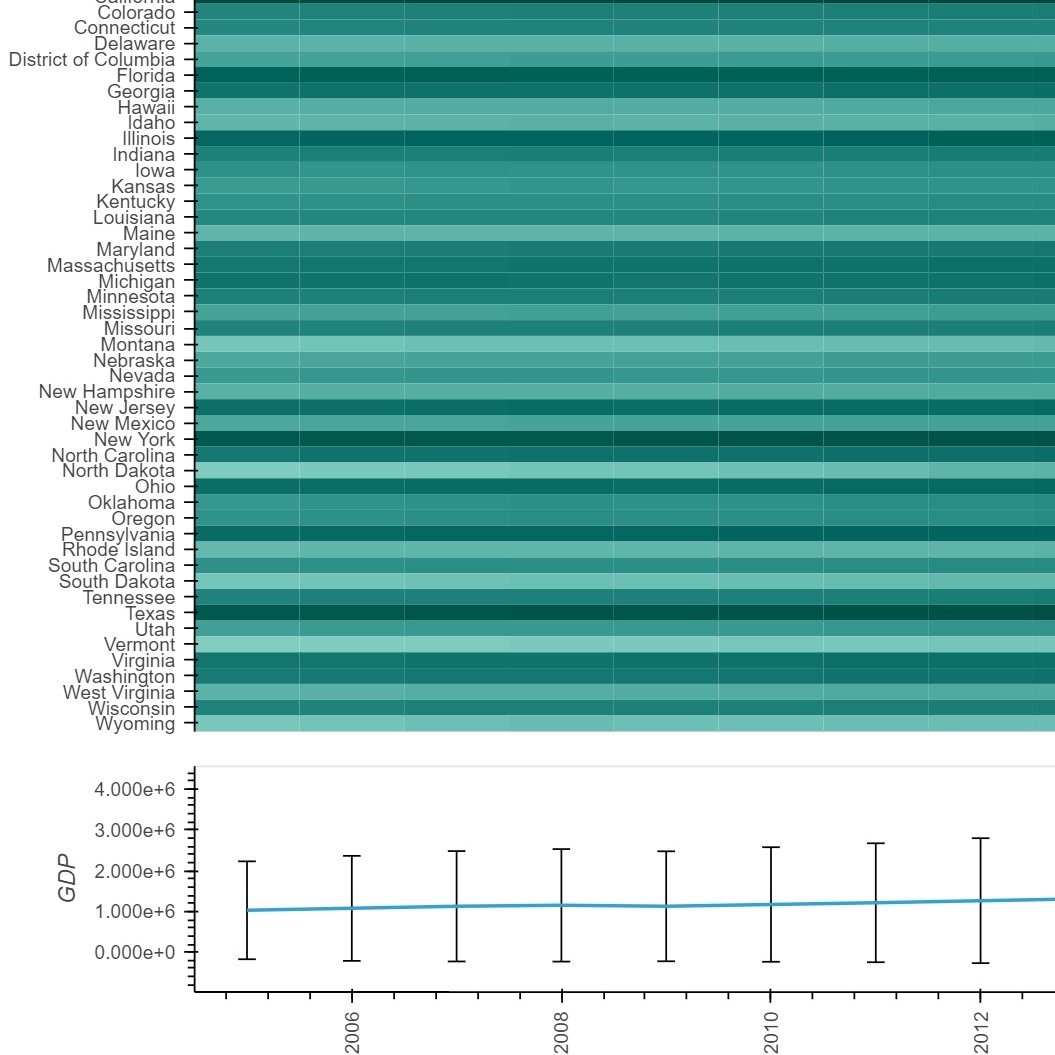 California
Colorado
Connecticut
Delaware
District of Columbia
Florida
Georgia
Hawaii
Idaho
Illinois
Indiana
Iowa
Kansas
Kentucky
Louisiana
Maine
Maryland
Massachusetts
Michigan
Minnesota
Mississippi
Missouri
Montana
Nebraska
Nevada
New Hampshire
New Jersey
New Mexico
New York
North Carolina
North Dakota
Ohio
Oklahoma
Oregon
Pennsylvania
Rhode Island
South Carolina
South Dakota
Tennessee
Texas
Utah
Vermont
Virginia
Washington
West Virginia
Wisconsin
Wyoming
4.000e+6
3.000e+6
2.000e+6
1.000e+6
0.000e+0
GDP
2006
2008
2010
2012